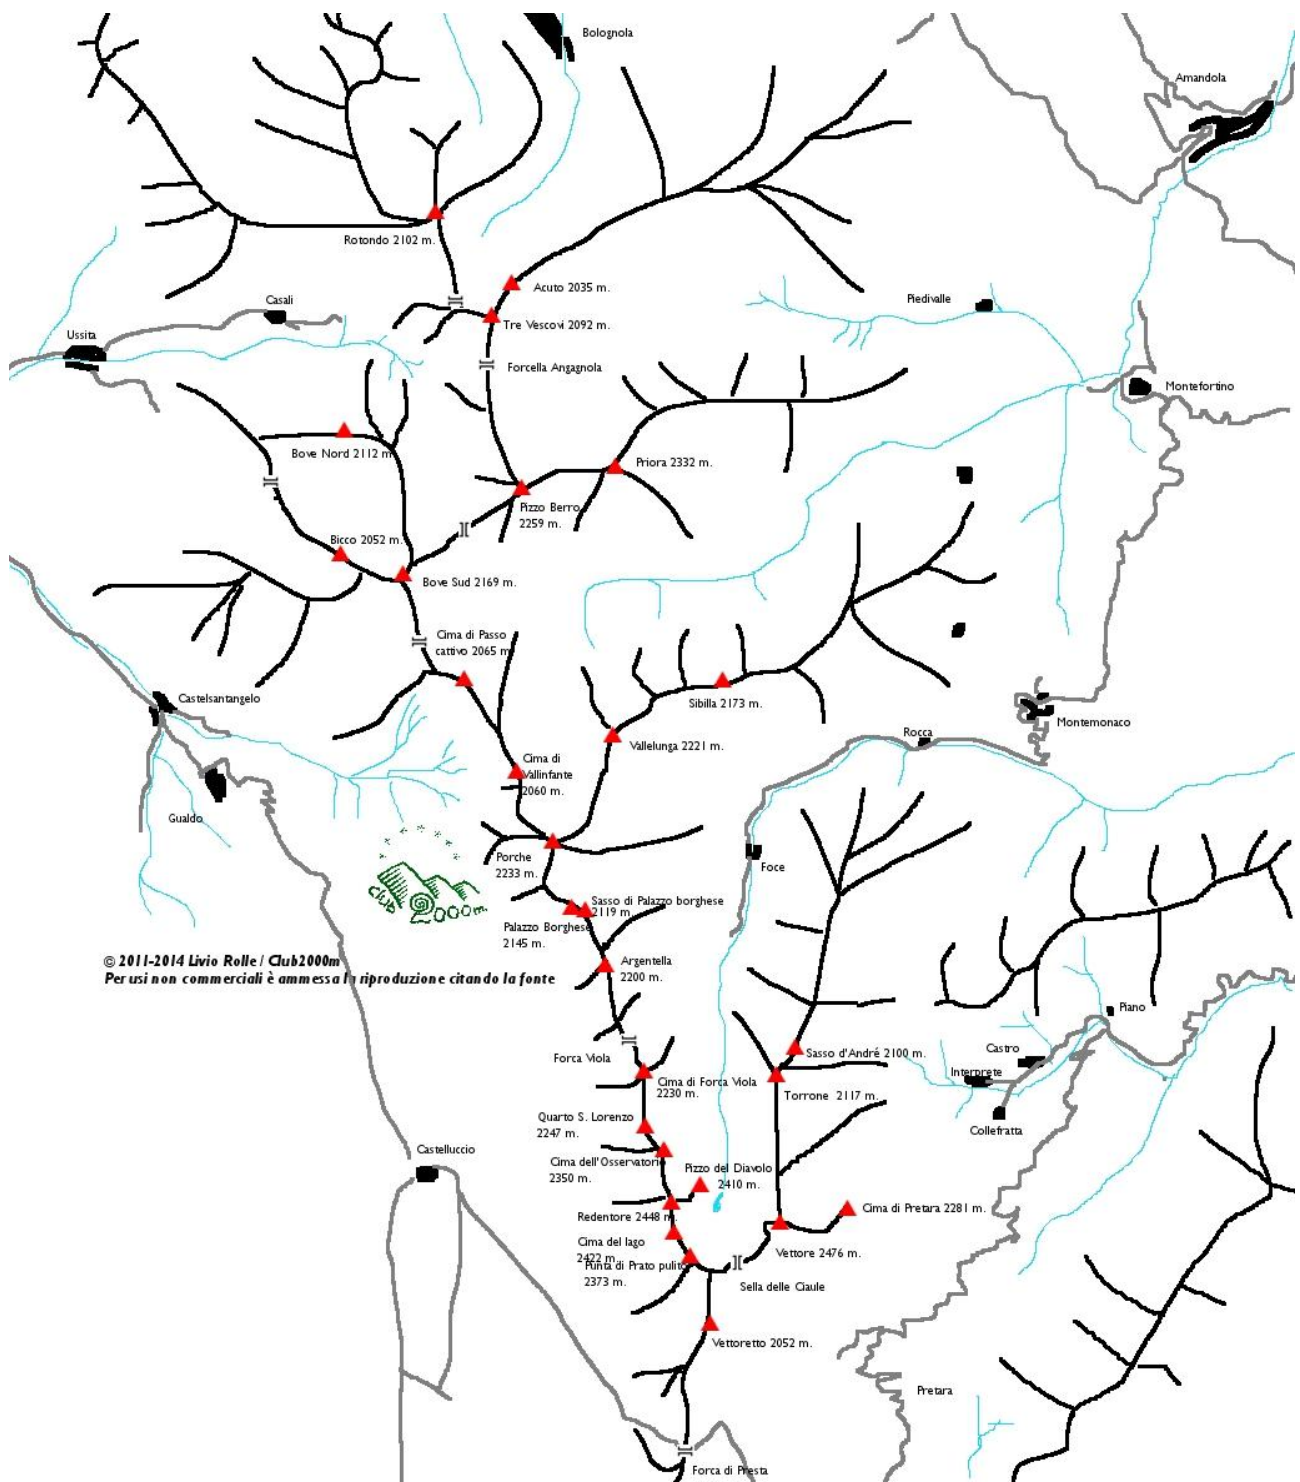 Bolognola
Amandola
Rotondo 2102 m.
Acuto 2035 m.
Casali
Piedivalle
Tre Vescovi 2092 m.
Ussita
Forcella Angagnola
Montefortino
Bove Nord 2112 m
Priora 2332 m.
Pizzo Berro
2259 m.
Bicco 2052 m.
Bove Sud 2169 m.
Cima di Passo
cattivo 2065 m
Castelsantangelo
Sibilla 2173 m.
Montemonaco
Rocca
Vallelunga 2221 m.
Cima di
Vallinfante
2060 m.
Gualdo
Porche
2233 m.
Foce
club
2000m.
Sasso di Palazzo borghese
2119 m.
Palazzo Borghese
2145 m.
© 2011-2014 Livio Rolle / Club2000m
Per usi non commerciali è ammessa la riproduzione citando la fonte
Argentella
2200 m.
Piano
Forca Viola
Sasso d'André 2100 m.
Castro
Interprete
Cima di Forca Viola
2230 m.
Torrone 2117 m.
Quarto S. Lorenzo
2247 m.
Collefratta
Castelluccio
Cima dell'Osservatorio
2350 m.
Pizzo del Diavolo
2410 m.
Redentore 2448 m.
Cima di Pretara 2281 m.
Cima del lago
2422 m.
Vettore 2476 m.
Punta di Prato pulito
2373 m.
Sella delle Ciaule
Vettoretto 2052 m.
Pretara
Forca di Presta